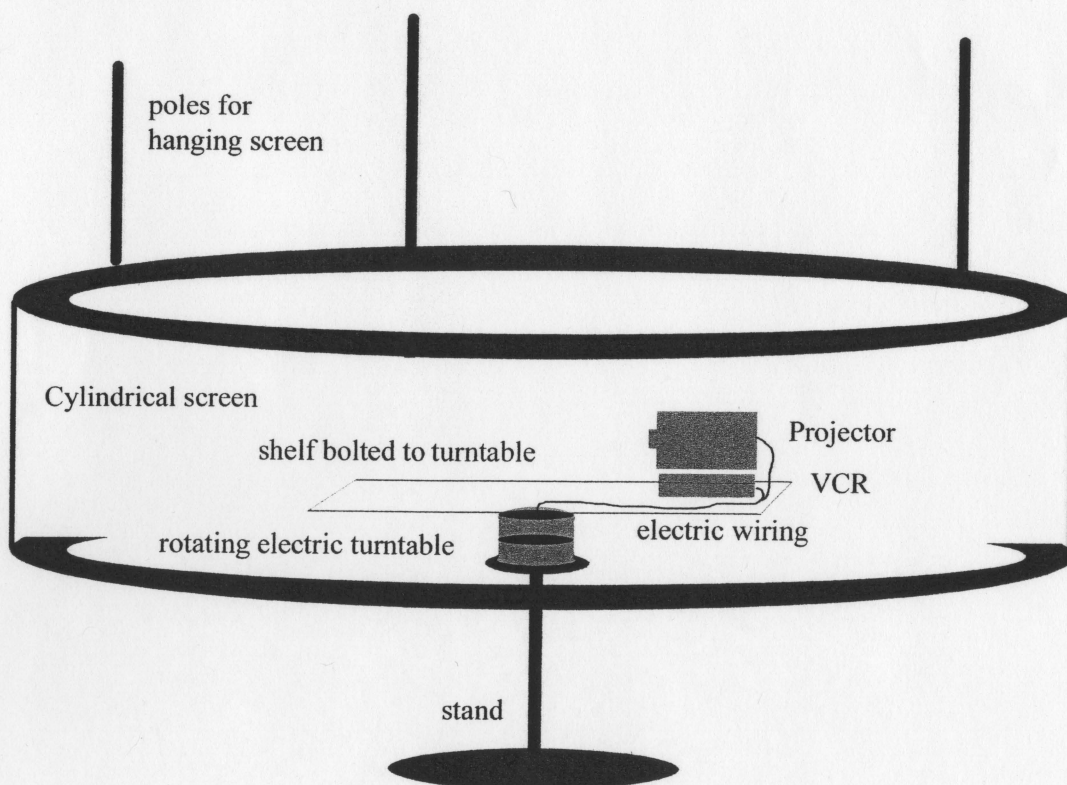 poles for
hanging screen
Cylindrical screen
shelf bolted to turntable
Projector
VCR
rotating electric turntable
electric wiring
stand